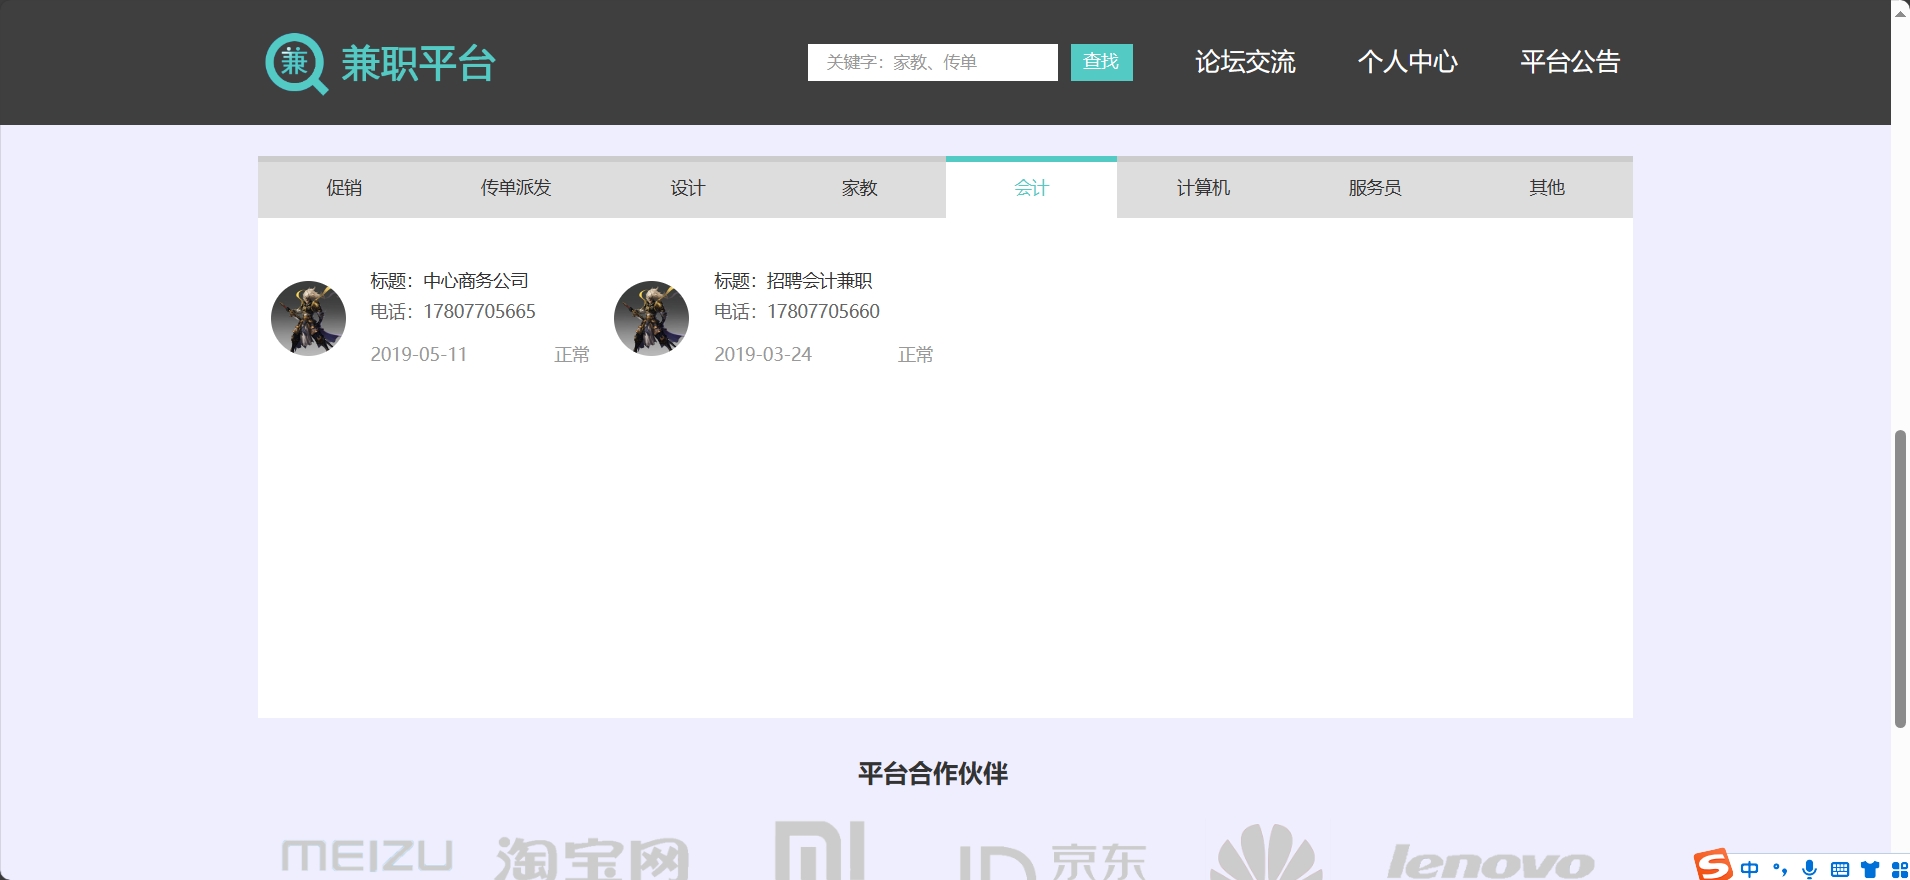 兼 兼职平台
关键字：家教、传单 查找 论坛交流 个人中心 平台公告
促销 传单派发 设计 家教 会计 计算机 服务员 其他
标题：中心商务公司
电话：17807705665
2019-05-11 正常
标题：招聘会计兼职
电话：17807705660
2019-03-24 正常
平台合作伙伴
MEIZU 淘宝网 MI JD 京东 lenovo
S 中